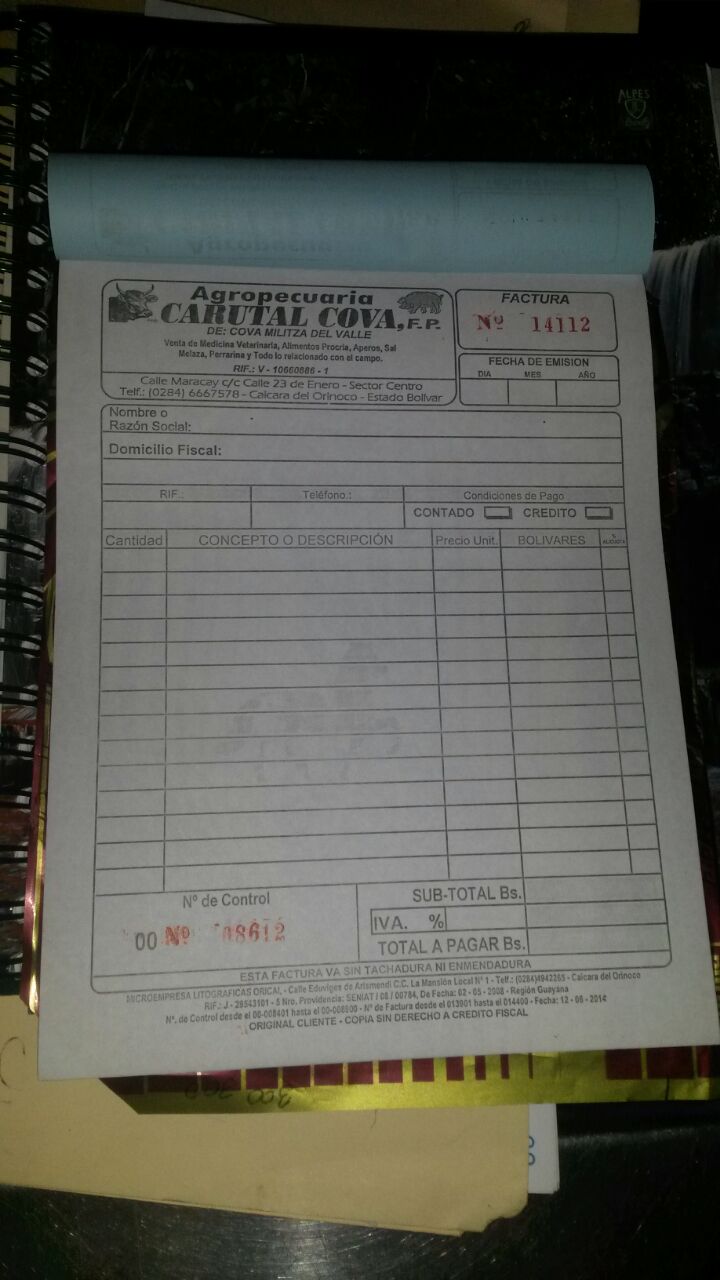 ALPES
Agropecuaria
CARUTAL COVA, F.P.
DE: COVA MILITZA DEL VALLE
Venta de Medicina Veterinaria, Alimentos Procria, Aperos, Sal
Melaza, Perrarina y Todo lo relacionado con el campo.
RIF.: V - 10660886 - 1
Calle Maracay c/c Calle 23 de Enero - Sector Centro
Telf.: (0284) 6667578 - Caicara del Orinoco - Estado Bolívar
FACTURA
Nº 14112
FECHA DE EMISION
DIA MES AÑO
Nombre o
Razón Social:
Domicilio Fiscal:
RIF.: Teléfono.: Condiciones de Pago
CONTADO CREDITO
Cantidad CONCEPTO O DESCRIPCIÓN Precio Unit. BOLIVARES % ALICUOTA
Nº de Control
00 Nº 08612
SUB-TOTAL Bs.
IVA. %
TOTAL A PAGAR Bs.
ESTA FACTURA VA SIN TACHADURA NI ENMENDADURA
MICROEMPRESA LITOGRAFICAS ORICAL - Calle Eduviges de Arismendi C.C. La Mansión Local Nº 1 - Telf.: (0284)4942265 - Caicara del Orinoco
RIF.: J - 29543101 - 5 Nro. Providencia: SENIAT / 08 / 00784, De Fecha: 02 - 05 - 2008 - Región Guayana
Nº. de Control desde el 00-008401 hasta el 00-008900 - Nº de Factura desde el 013901 hasta el 014400 - Fecha: 12 - 06 - 2014
ORIGINAL CLIENTE - COPIA SIN DERECHO A CREDITO FISCAL